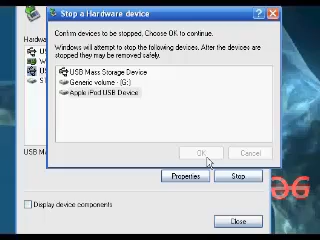 Stop a Hardware device
Confirm devices to be stopped, Choose OK to continue.
Windows will attempt to stop the following devices. After the devices are
stopped they may be removed safely.
Hardw
USB Mass Storage Device
Generic volume - (G:)
Apple iPod USB Device
USB Ma
OK
Cancel
Properties
Stop
Display device components
Close